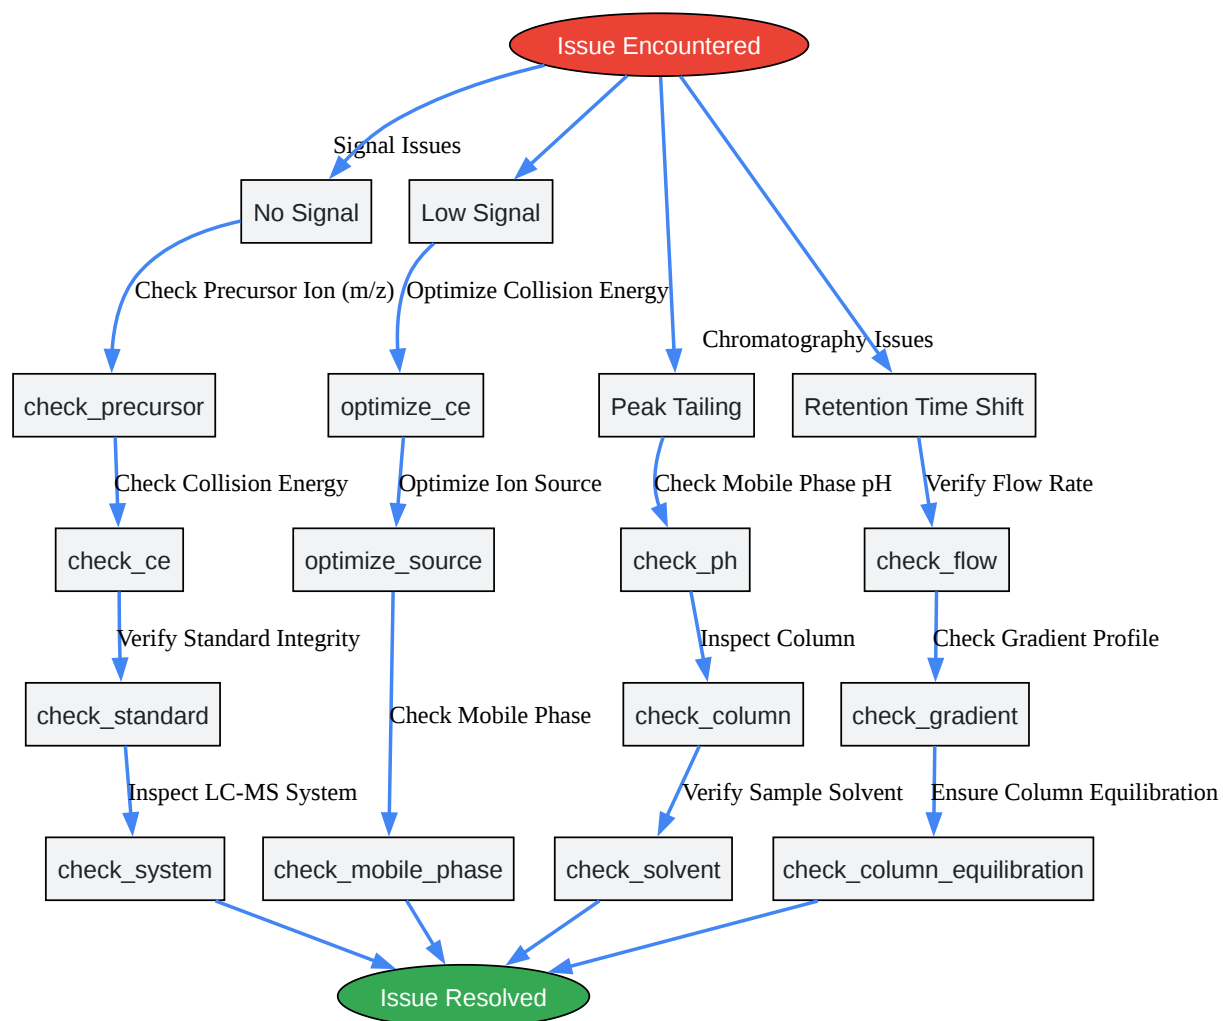 Issue Encountered
Signal Issues
No Signal
Low Signal
Check Precursor Ion (m/z)
Optimize Collision Energy
Chromatography Issues
check_precursor
optimize_ce
Peak Tailing
Retention Time Shift
Check Collision Energy
Optimize Ion Source
Check Mobile Phase pH
Verify Flow Rate
check_ce
optimize_source
check_ph
check_flow
Verify Standard Integrity
Inspect Column
Check Gradient Profile
check_standard
Check Mobile Phase
check_column
check_gradient
Inspect LC-MS System
Verify Sample Solvent
Ensure Column Equilibration
check_system
check_mobile_phase
check_solvent
check_column_equilibration
Issue Resolved